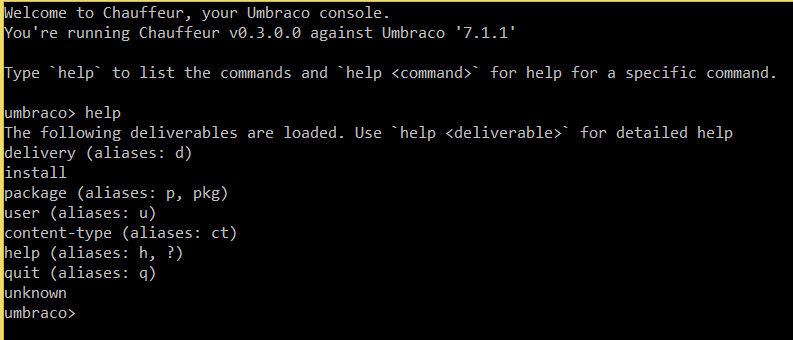 Welcome to Chauffeur, your Umbraco console.
You're running Chauffeur v0.3.0.0 against Umbraco '7.1.1'
Type `help` to list the commands and `help <command>` for help for a specific command.
umbraco> help
The following deliverables are loaded. Use `help <deliverable>` for detailed help
delivery (aliases: d)
install
package (aliases: p, pkg)
user (aliases: u)
content-type (aliases: ct)
help (aliases: h, ?)
quit (aliases: q)
unknown
umbraco>